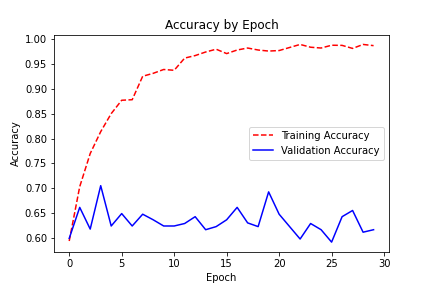 Accuracy by Epoch
1.00
0.95
0.90
0.85
0.80
0.75
0.70
0.65
0.60
Accuracy
Training Accuracy
Validation Accuracy
0 5 10 15 20 25 30
Epoch